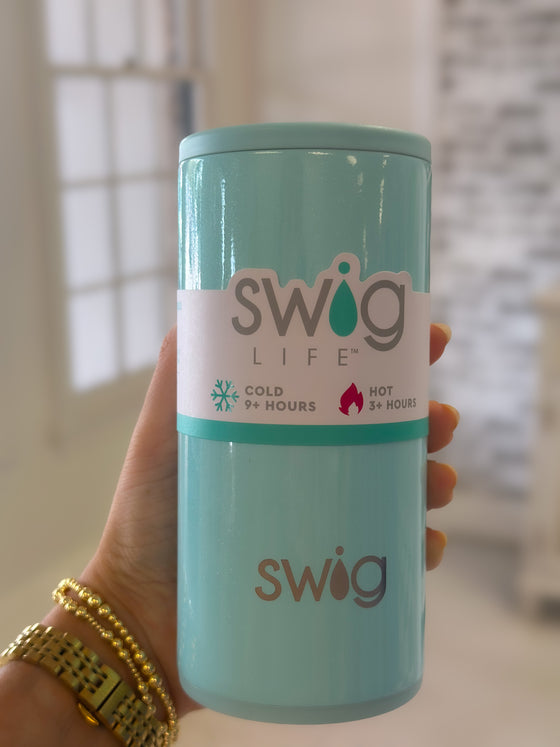 swig
LIFE™
COLD
9+ HOURS
HOT
3+ HOURS
swig